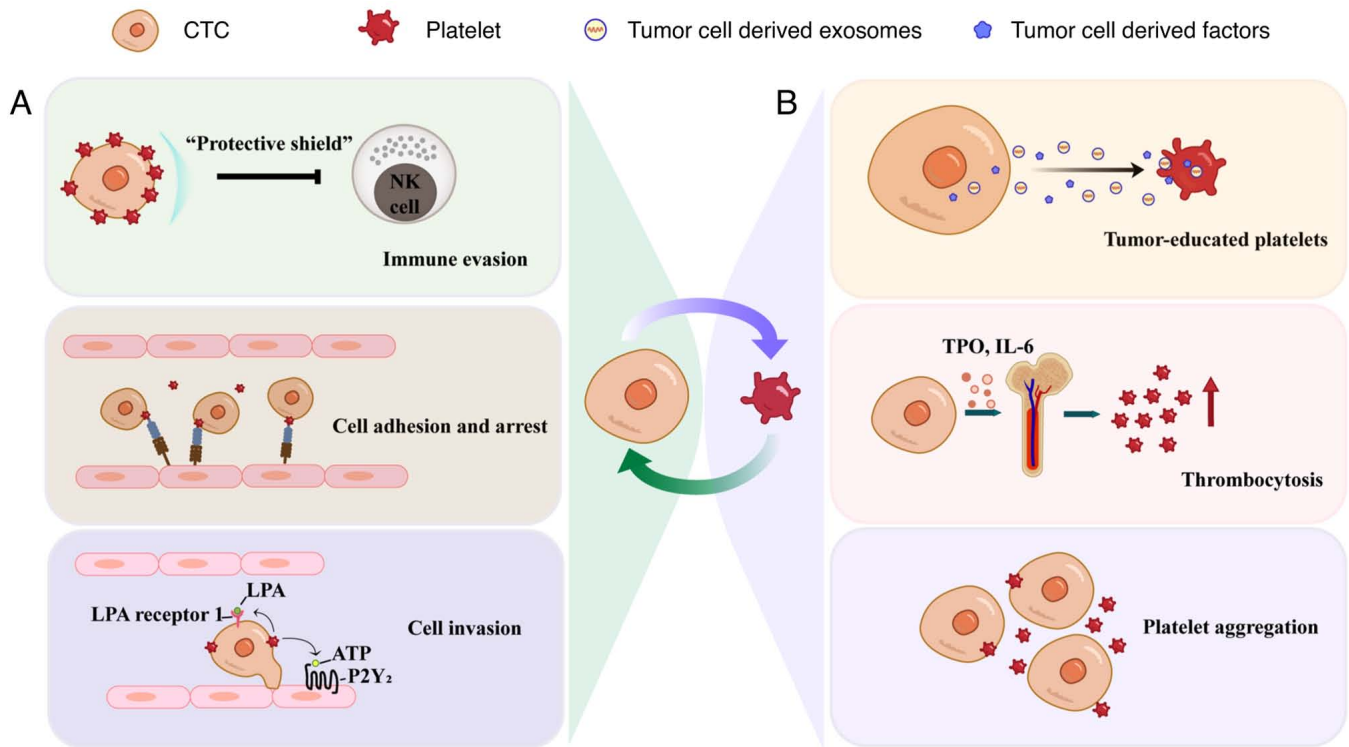 CTC
Platelet
Tumor cell derived exosomes
Tumor cell derived factors
A
“Protective shield”
NK
cell
Immune evasion
Cell adhesion and arrest
LPA
LPA receptor 1
Cell invasion
ATP
P2Y₂
B
Tumor-educated platelets
TPO, IL-6
Thrombocytosis
Platelet aggregation